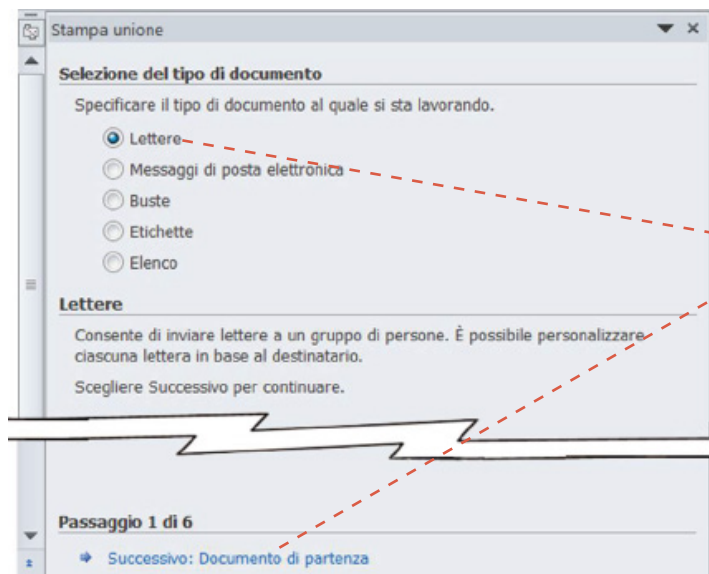 Stampa unione
Selezione del tipo di documento
Specificare il tipo di documento al quale si sta lavorando.
Lettere
Messaggi di posta elettronica
Buste
Etichette
Elenco
Lettere
Consente di inviare lettere a un gruppo di persone. È possibile personalizzare
ciascuna lettera in base al destinatario.
Scegliere Successivo per continuare.
Passaggio 1 di 6
Successivo: Documento di partenza